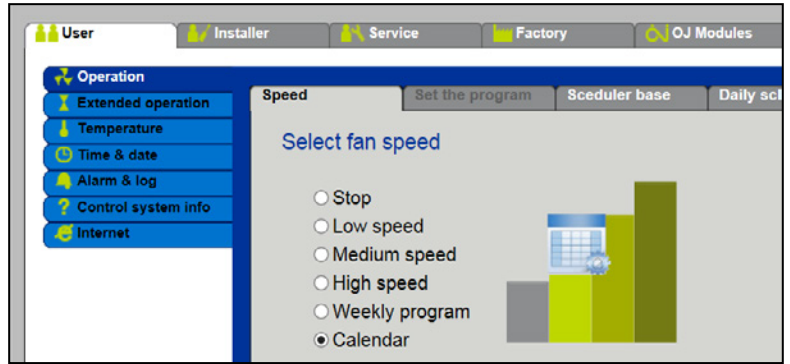 User Installer Service Factory OJ Modules
Operation
Extended operation
Temperature
Time & date
Alarm & log
? Control system info
Internet
Speed Set the program Sceduler base Daily scl
Select fan speed
Stop
Low speed
Medium speed
High speed
Weekly program
Calendar